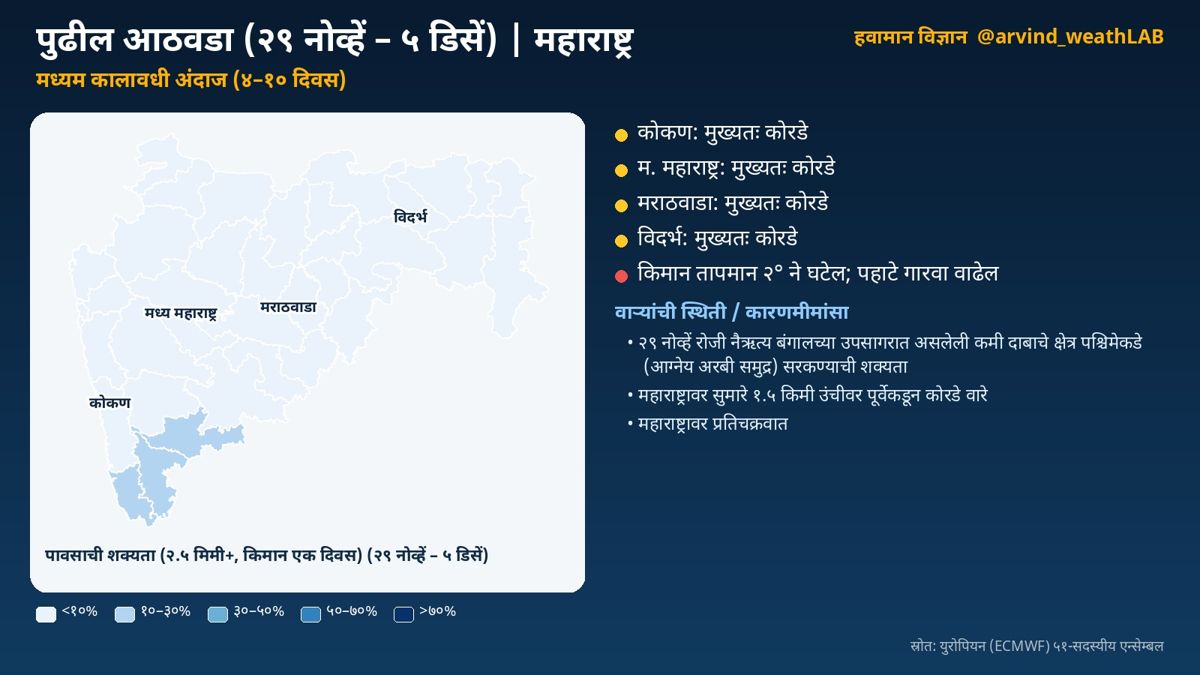 पुढील आठवडा (२९ नोव्हें – ५ डिसें) | महाराष्ट्र
हवामान विज्ञान @arvind_weathLAB
मध्यम कालावधी अंदाज (४–१० दिवस)
विदर्भ
मध्य महाराष्ट्र
मराठवाडा
कोकण
पावसाची शक्यता (२.५ मिमी+, किमान एक दिवस) (२९ नोव्हें – ५ डिसें)
<१०%
१०–३०%
३०–५०%
५०–७०%
>७०%
कोकण: मुख्यतः कोरडे
म. महाराष्ट्र: मुख्यतः कोरडे
मराठवाडा: मुख्यतः कोरडे
विदर्भ: मुख्यतः कोरडे
किमान तापमान २° ने घटेल; पहाटे गारवा वाढेल
वाऱ्यांची स्थिती / कारणमीमांसा
• २९ नोव्हें रोजी नैऋत्य बंगालच्या उपसागरात असलेली कमी दाबाचे क्षेत्र पश्चिमेकडे
(आग्नेय अरबी समुद्र) सरकण्याची शक्यता
• महाराष्ट्रावर सुमारे १.५ किमी उंचीवर पूर्वेकडून कोरडे वारे
• महाराष्ट्रावर प्रतिचक्रवात
स्रोत: युरोपियन (ECMWF) ५१-सदस्यीय एन्सेम्बल